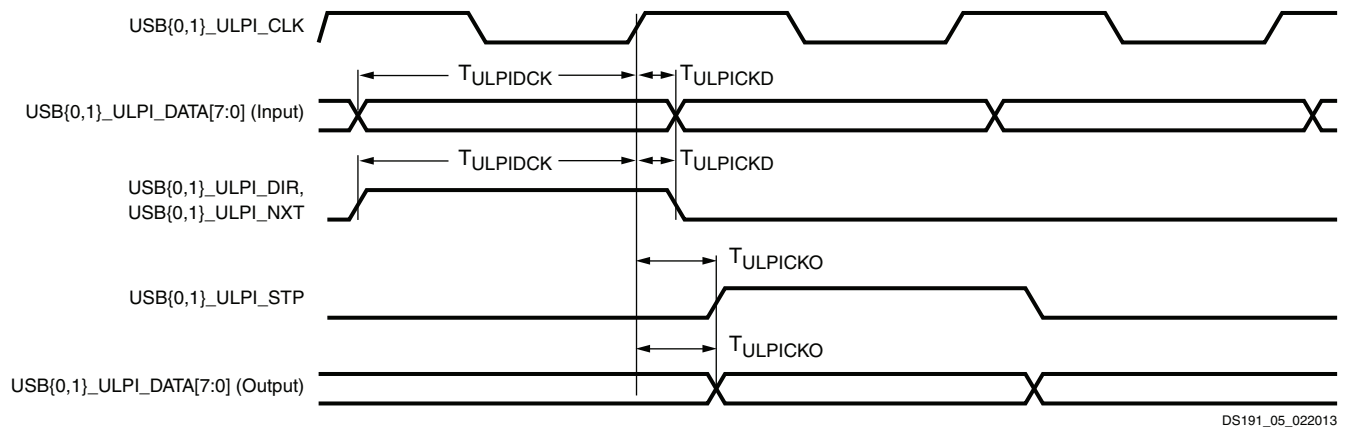 USB{0,1}_ULPI_CLK
TULPIDCK
TULPICKD
USB{0,1}_ULPI_DATA[7:0] (Input)
TULPIDCK
TULPICKD
USB{0,1}_ULPI_DIR,
USB{0,1}_ULPI_NXT
TULPICKO
USB{0,1}_ULPI_STP
TULPICKO
USB{0,1}_ULPI_DATA[7:0] (Output)
DS191_05_022013